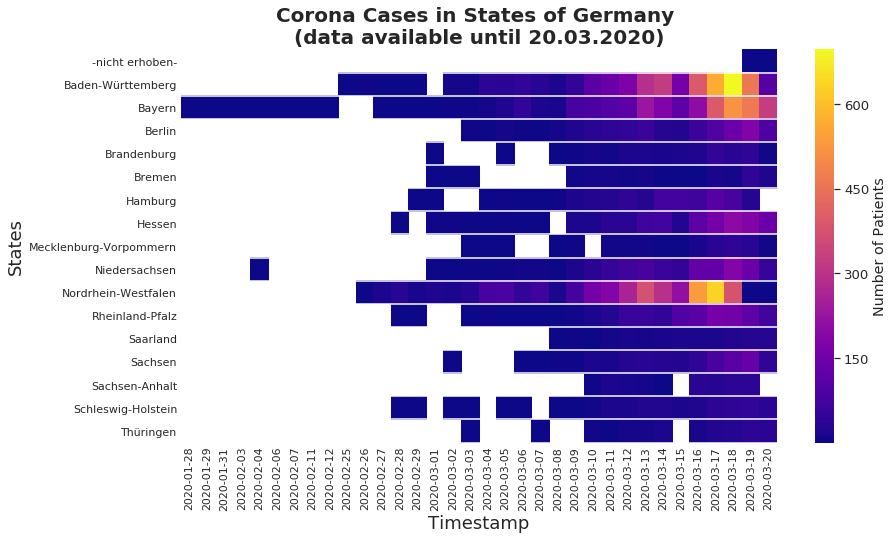 Corona Cases in States of Germany
(data available until 20.03.2020)
-nicht erhoben-
Baden-Württemberg
Bayern
Berlin
Brandenburg
Bremen
Hamburg
Hessen
Mecklenburg-Vorpommern
Niedersachsen
Nordrhein-Westfalen
Rheinland-Pfalz
Saarland
Sachsen
Sachsen-Anhalt
Schleswig-Holstein
Thüringen
States
2020-01-28
2020-01-29
2020-01-31
2020-02-03
2020-02-04
2020-02-06
2020-02-07
2020-02-11
2020-02-12
2020-02-25
2020-02-26
2020-02-27
2020-02-28
2020-02-29
2020-03-01
2020-03-02
2020-03-03
2020-03-04
2020-03-05
2020-03-06
2020-03-07
2020-03-08
2020-03-09
2020-03-10
2020-03-11
2020-03-12
2020-03-13
2020-03-14
2020-03-15
2020-03-16
2020-03-17
2020-03-18
2020-03-19
2020-03-20
Timestamp
600
450
300
150
Number of Patients